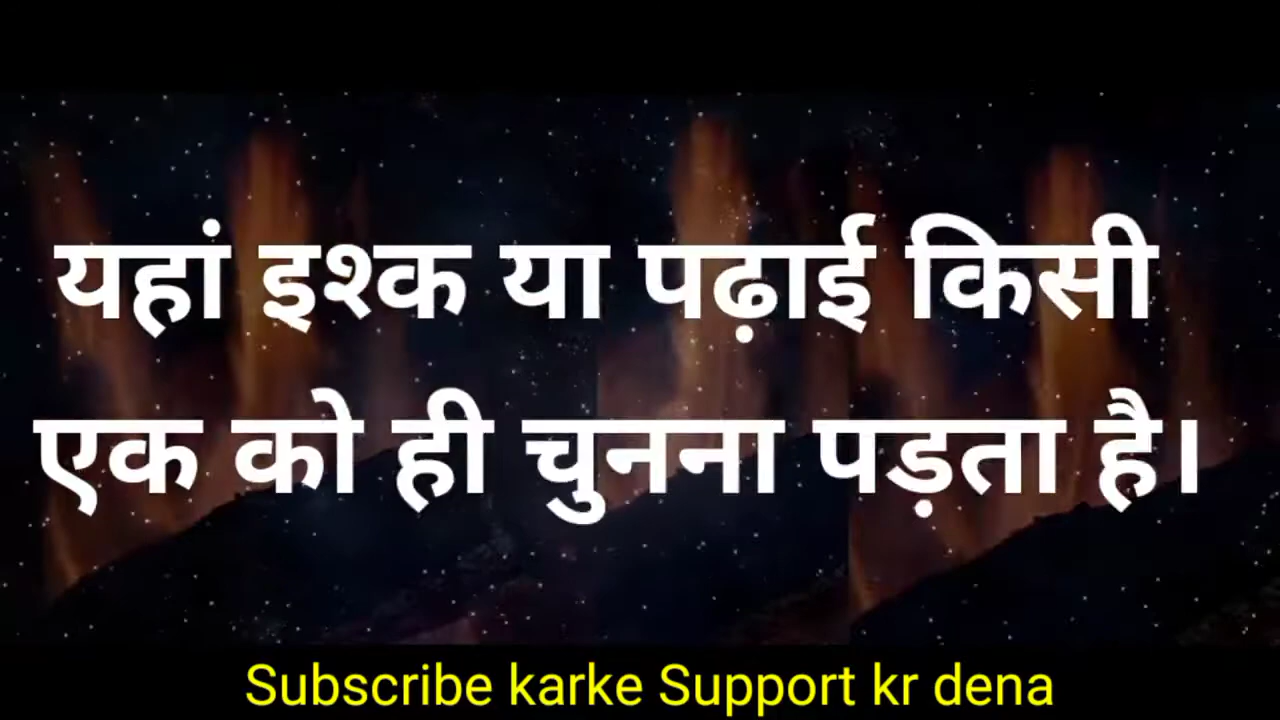 यहां इश्क या पढ़ाई किसी
एक को ही चुनना पड़ता है।
Subscribe karke Support kr dena